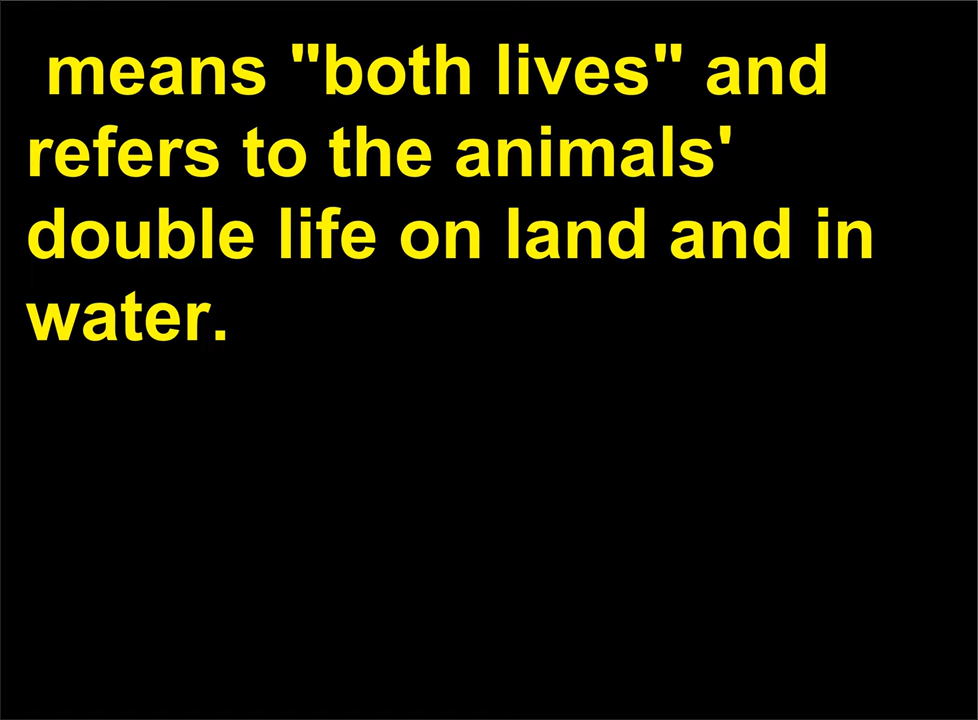 means "both lives" and
refers to the animals'
double life on land and in
water.